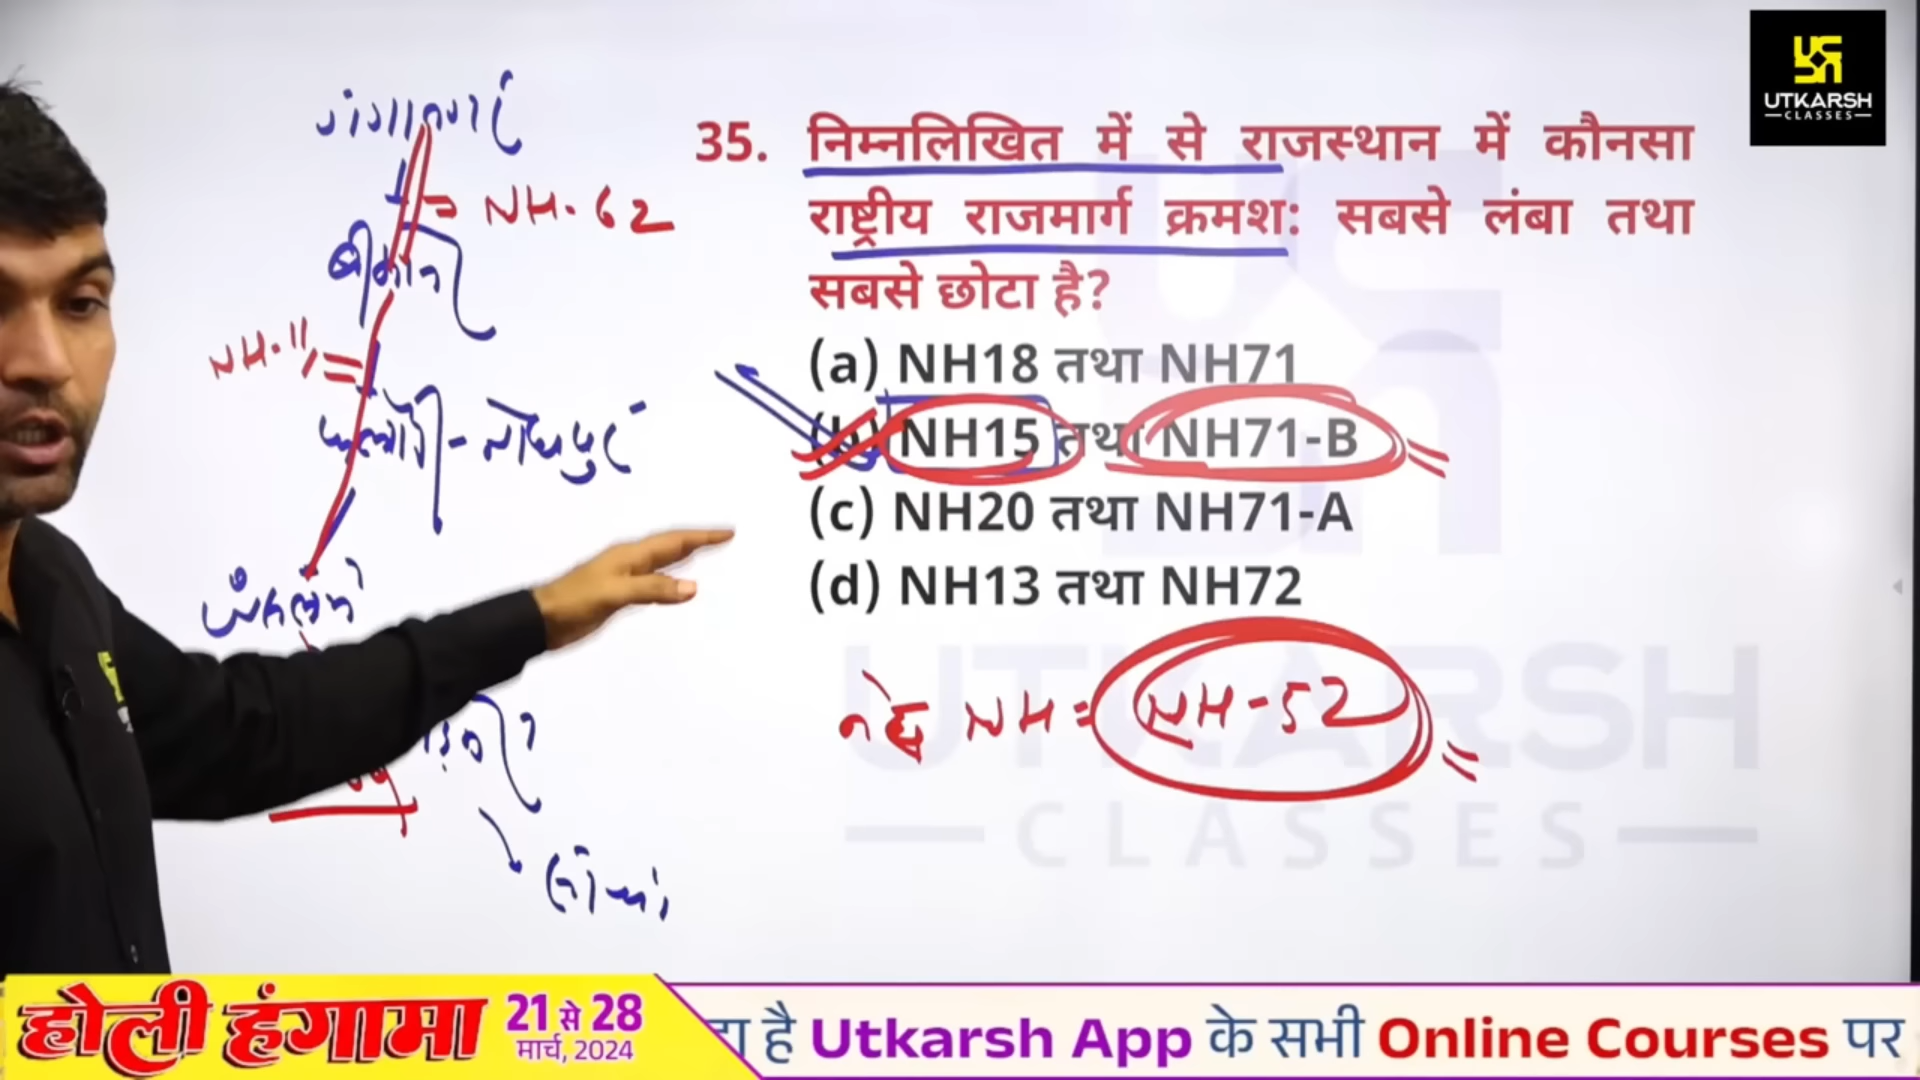 UTKARSH
CLASSES
35. निम्नलिखित में से राजस्थान में कौनसा
राष्ट्रीय राजमार्ग क्रमश: सबसे लंबा तथा
सबसे छोटा है?
(a) NH18 तथा NH71
(b) NH15 तथा NH71-B
(c) NH20 तथा NH71-A
(d) NH13 तथा NH72
NH = NH-52
NH-62
NH-11
UTKARSH
CLASSES
होली हंगामा 21 से 28
मार्च, 2024
है Utkarsh App के सभी Online Courses पर